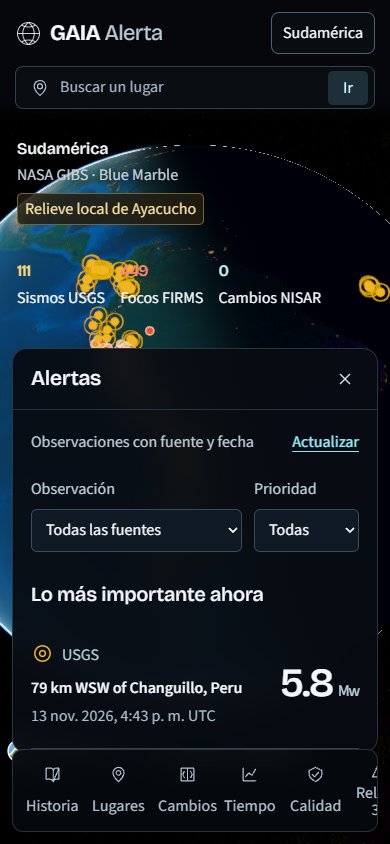 GAIA Alerta
Sudamérica
Buscar un lugar
Ir
Sudamérica
NASA GIBS · Blue Marble
Relieve local de Ayacucho
111
0
Sismos USGS
Focos FIRMS
Cambios NISAR
Alertas
Observaciones con fuente y fecha
Actualizar
Observación
Prioridad
Todas las fuentes
Todas
Lo más importante ahora
USGS
79 km WSW of Changuillo, Peru
5.8 Mw
13 nov. 2026, 4:43 p. m. UTC
Historia
Lugares
Cambios
Tiempo
Calidad